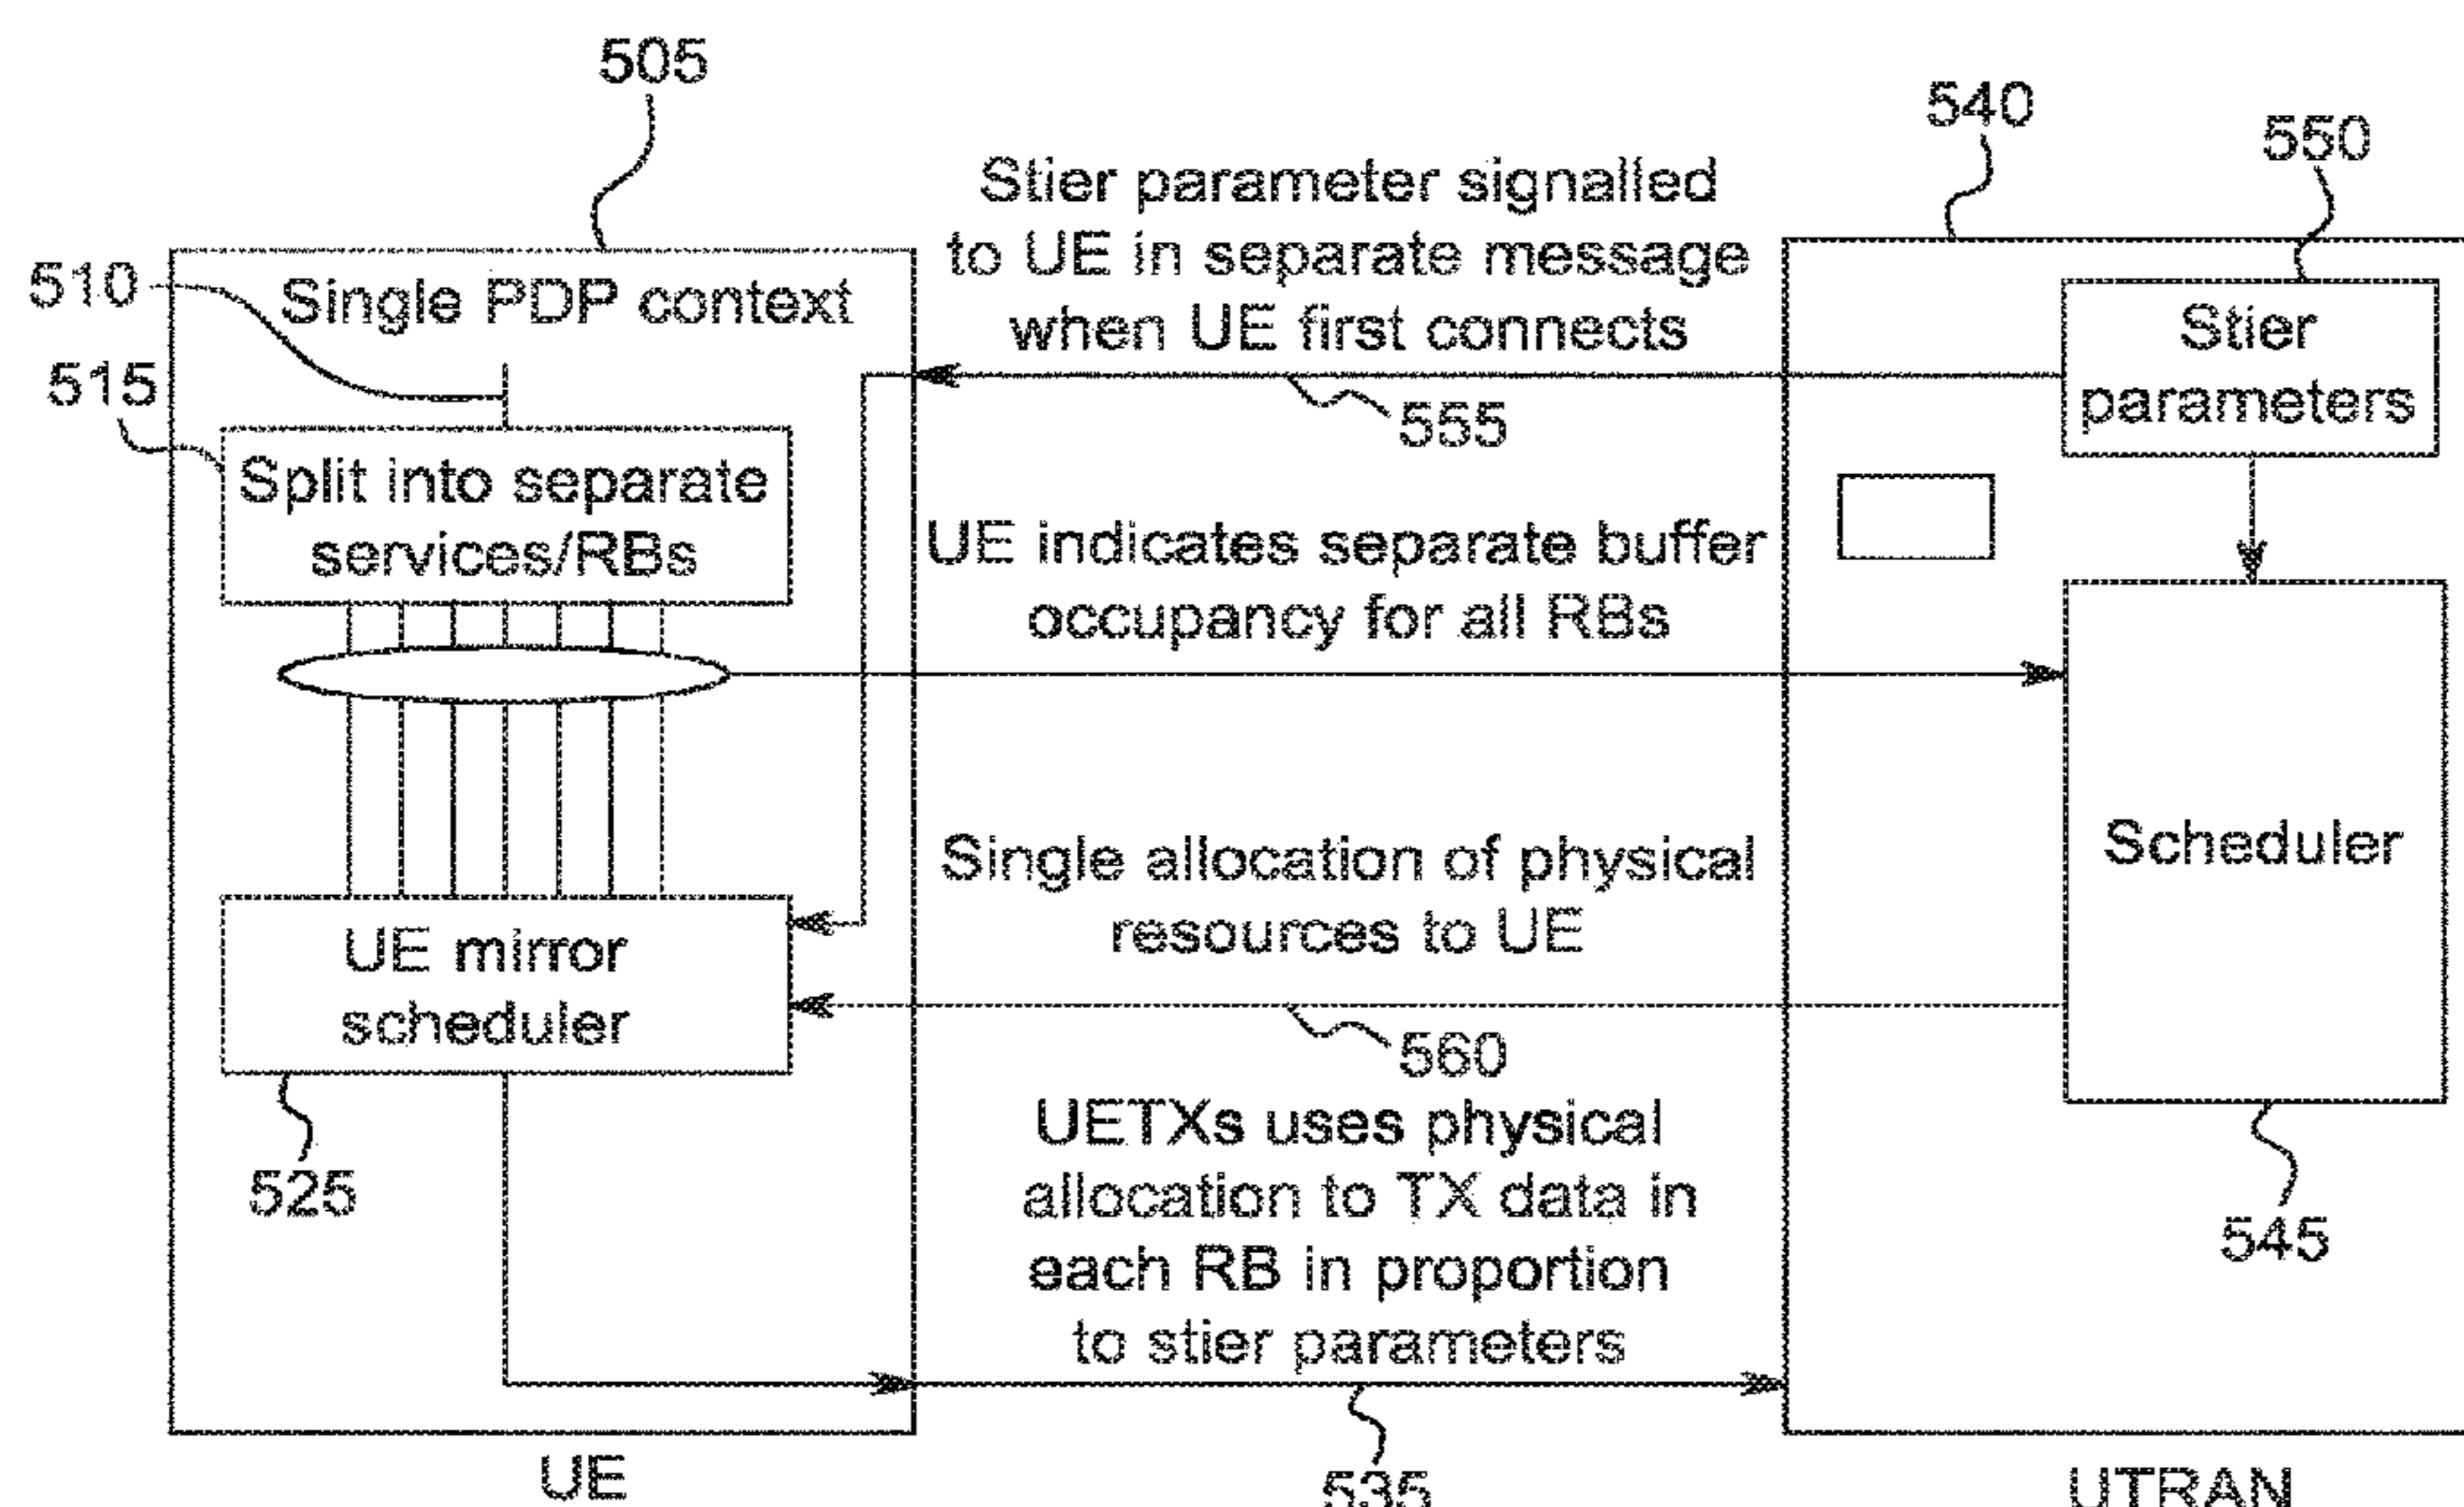 505
540
550
Stier parameter signalled
to UE in separate message
when UE first connects
510
Single PDP context
Stier
parameters
515
555
Split into separate
services/RBs
UE indicates separate buffer
occupancy for all RBs
Single allocation of physical
resources to UE
Scheduler
UE mirror
scheduler
560
UETXs uses physical
allocation to TX data in
each RB in proportion
to stier parameters
525
545
UE
535
UTRAN